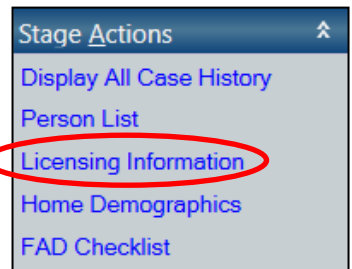 Stage Actions
Display All Case History
Person List
Licensing Information
Home Demographics
FAD Checklist